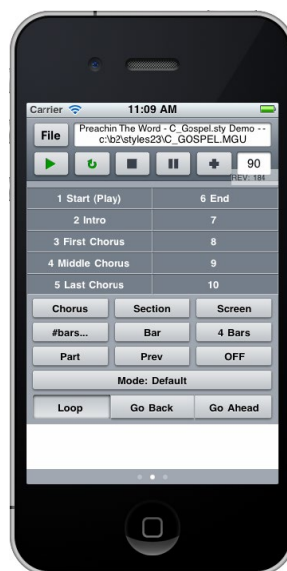 Carrier 11:09 AM
File Preachin The Word - C_Gospel.sty Demo --
c:\b2\styles23\C_GOSPEL.MGU
90
REV: 184
1 Start (Play) 6 End
2 Intro 7
3 First Chorus 8
4 Middle Chorus 9
5 Last Chorus 10
Chorus Section Screen
#bars... Bar 4 Bars
Part Prev OFF
Mode: Default
Loop Go Back Go Ahead